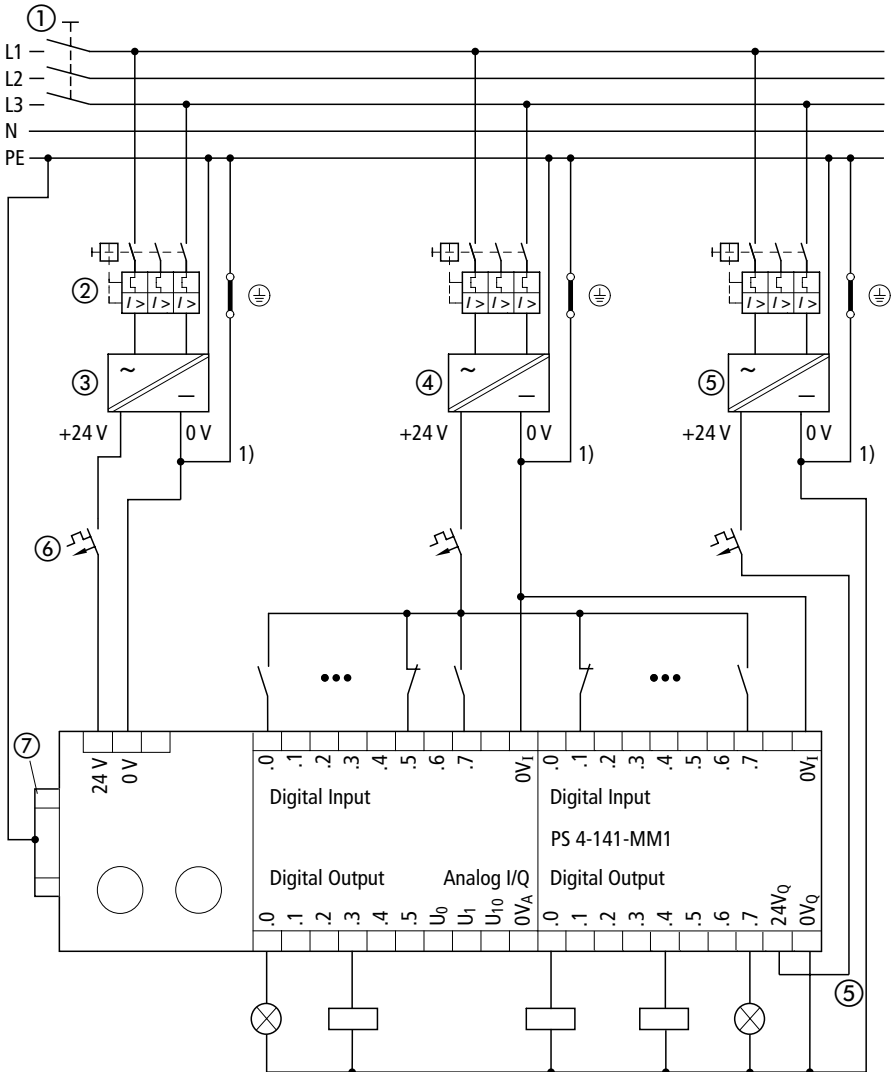 ①
L1
L2
L3
N
PE
②
I > I > I >
I > I > I >
I > I > I >
③ ~ –
④ ~ –
⑤ ~ –
+24 V 0 V
+24 V 0 V
+24 V 0 V
1)
1)
1)
⑥
⑦
24 V
0 V
.0 .1 .2 .3 .4 .5 .6 .7 0VI
.0 .1 .2 .3 .4 .5 .6 .7 0VI
Digital Input
Digital Input
PS 4-141-MM1
Digital Output
Analog I/Q
Digital Output
.0 .1 .2 .3 .4 .5 U0 U1 U10 0VA
.0 .1 .2 .3 .4 .5 .6 .7 24VQ 0VQ
⑤